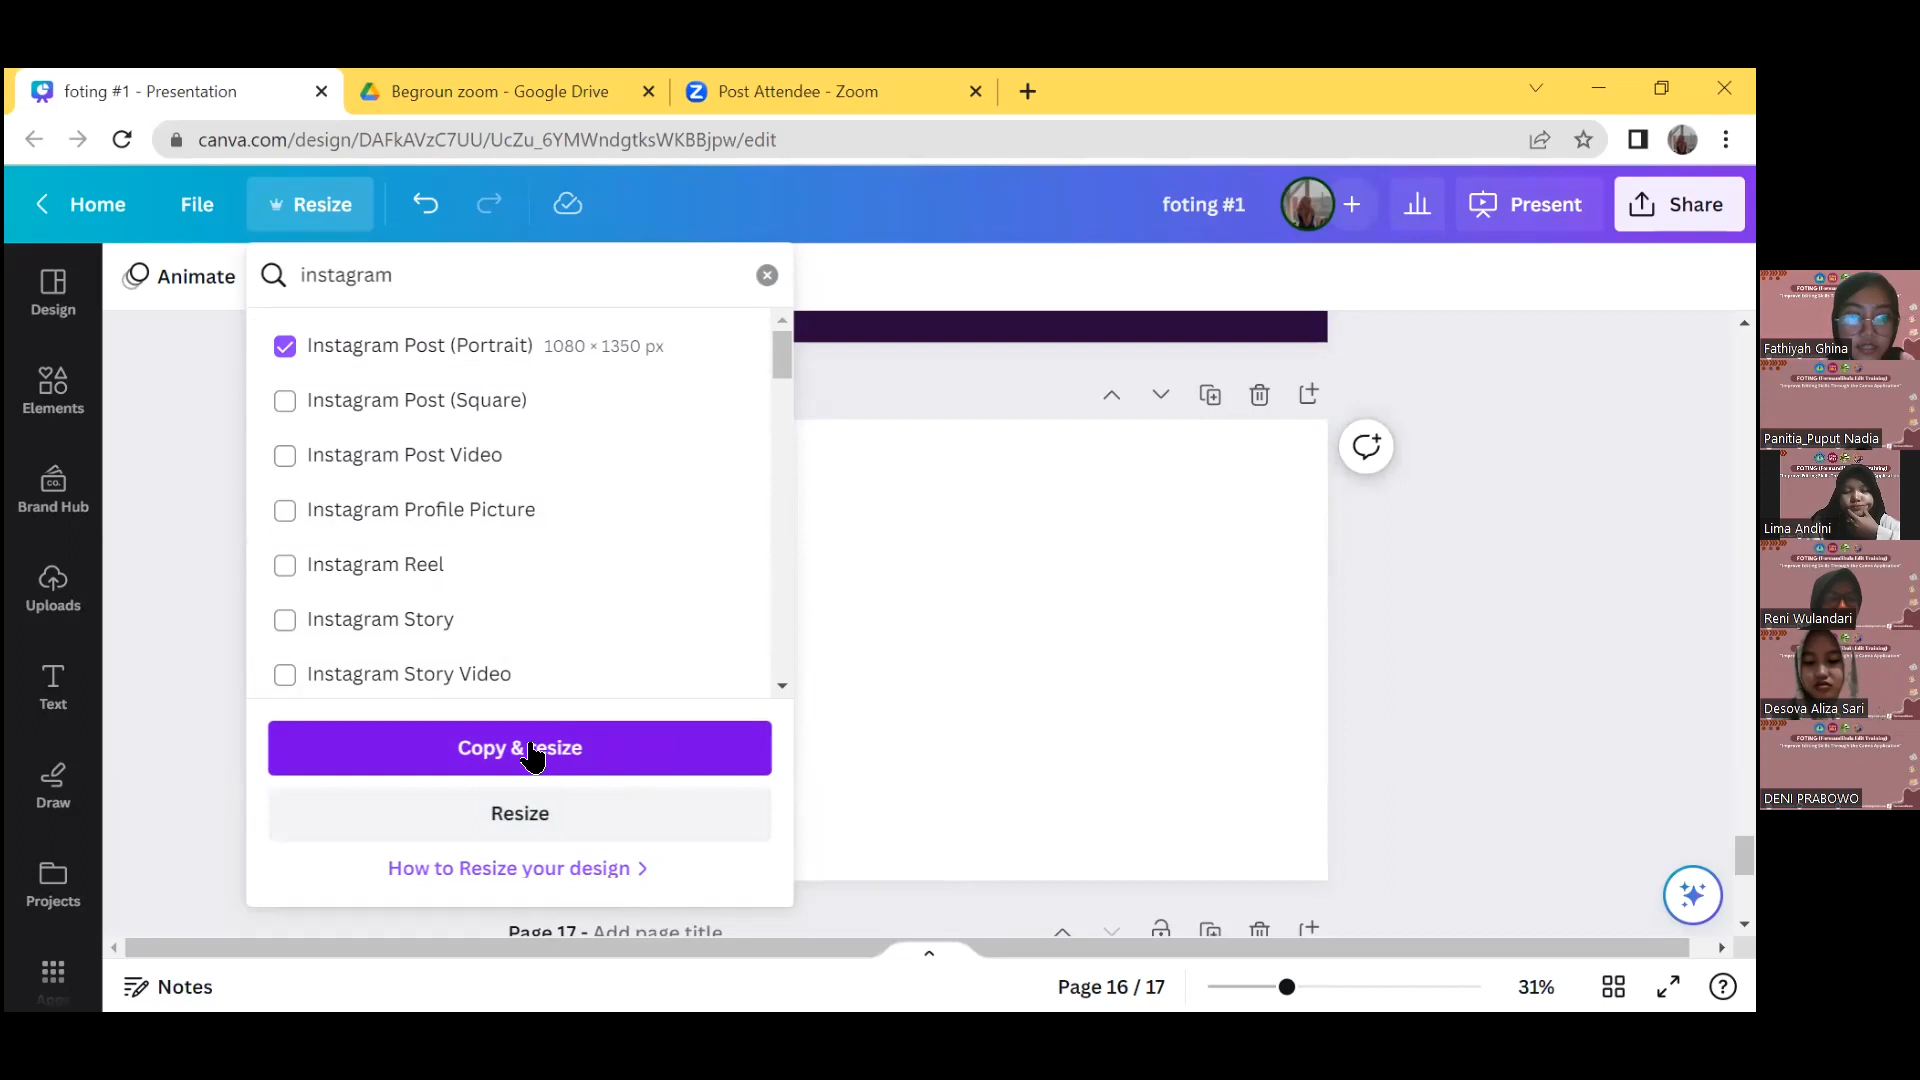 foting #1 - Presentation
Begroun zoom - Google Drive
Post Attendee - Zoom
canva.com/design/DAFkAVzC7UU/UcZu_6YMWndgtksWKBBjpw/edit
Home
File
Resize
foting #1
Present
Share
Design
Elements
Brand Hub
Uploads
Text
Draw
Projects
Apps
Animate
instagram
Instagram Post (Portrait) 1080 × 1350 px
Instagram Post (Square)
Instagram Post Video
Instagram Profile Picture
Instagram Reel
Instagram Story
Instagram Story Video
Copy & resize
Resize
How to Resize your design
Page 17 - Add page title
Notes
Page 16 / 17
31%
Fathiyah Ghina
Panitia_Puput Nadia
Lima Andini
Reni Wulandari
Desova Aliza Sari
DENI PRABOWO